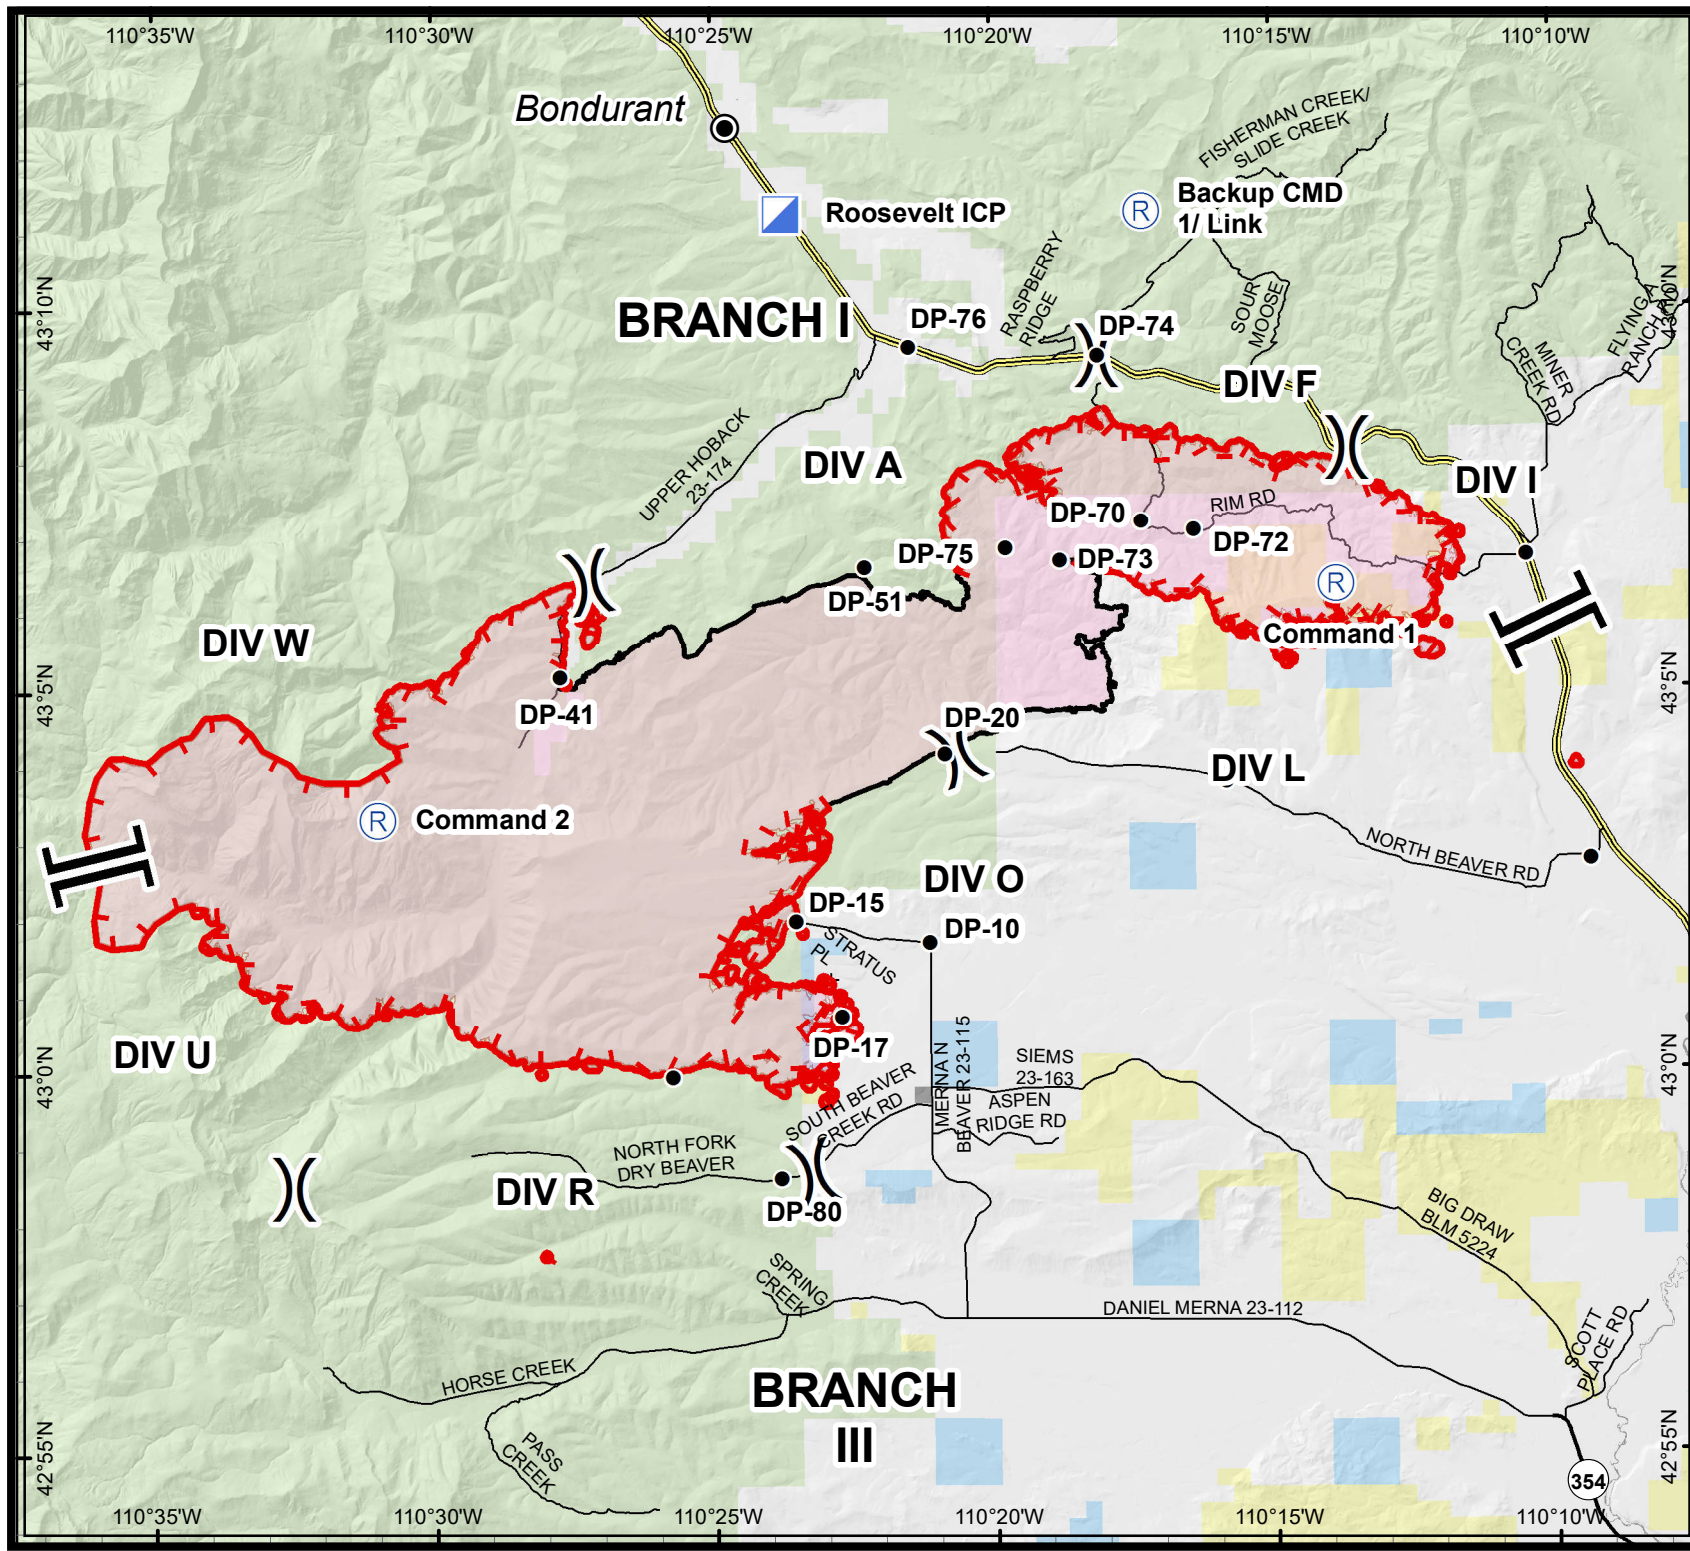 110°35'W
110°30'W
110°25'W
110°20'W
110°15'W
110°10'W
Bondurant
FISHERMAN CREEK/
SLIDE CREEK
R
Backup CMD
1/ Link
Roosevelt ICP
RASPBERRY
RIDGE
SOUR
MOOSE
43°10'N
43°10'N
FLYING A
RANCH RD
MINER
CREEK RD
BRANCH I
DP-76
DP-74
DIV F
UPPER HOBACK
23-174
DIV A
DIV I
RIM RD
DP-70
DP-72
DP-75
DP-73
DP-51
R
Command 1
DIV W
43°5'N
43°5'N
DP-41
DP-20
DIV L
R
Command 2
NORTH BEAVER RD
DIV O
DP-15
DP-10
STRATUS
PL
DP-17
DIV U
43°0'N
43°0'N
MERNA N
BEAVER 23-115
SIEMS
23-163
ASPEN
RIDGE RD
SOUTH BEAVER
CREEK RD
NORTH FORK
DRY BEAVER
DIV R
DP-80
BIG DRAW
BLM 5224
SPRING
CREEK
DANIEL MERNA 23-112
SCOTT
PLACE RD
HORSE CREEK
BRANCH
III
PASS
CREEK
42°55'N
42°55'N
354
110°35'W
110°30'W
110°25'W
110°20'W
110°15'W
110°10'W